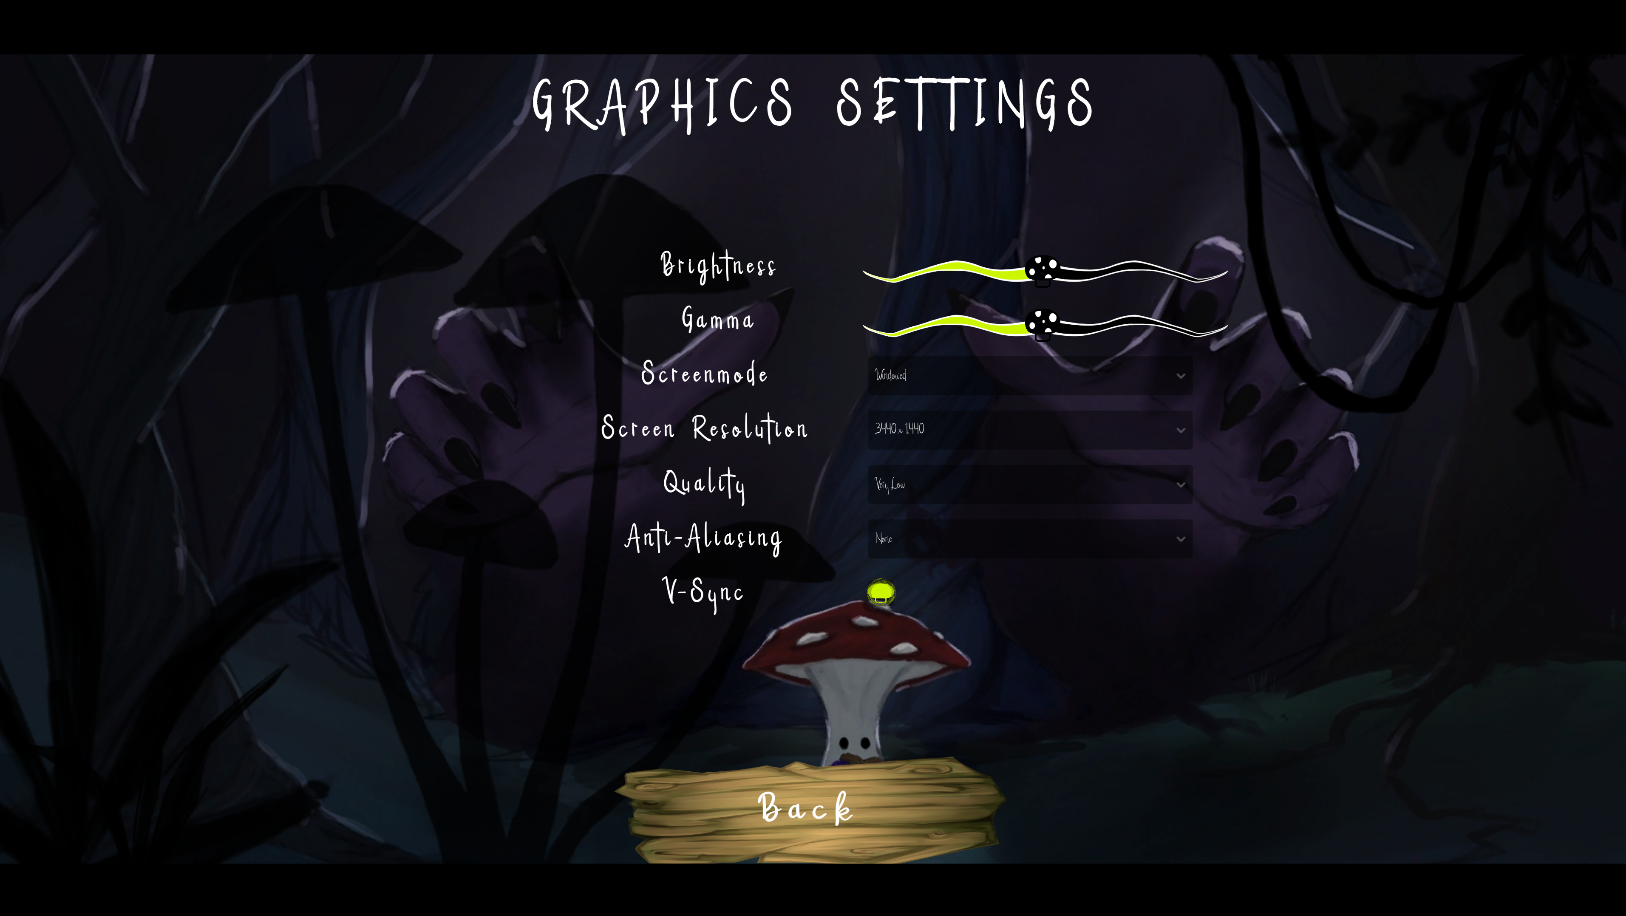 GRAPHICS SETTINGS
Brightness
Gamma
Screenmode Windowed
Screen Resolution 3440 x 1440
Quality Very Low
Anti-Aliasing None
V-Sync
Back